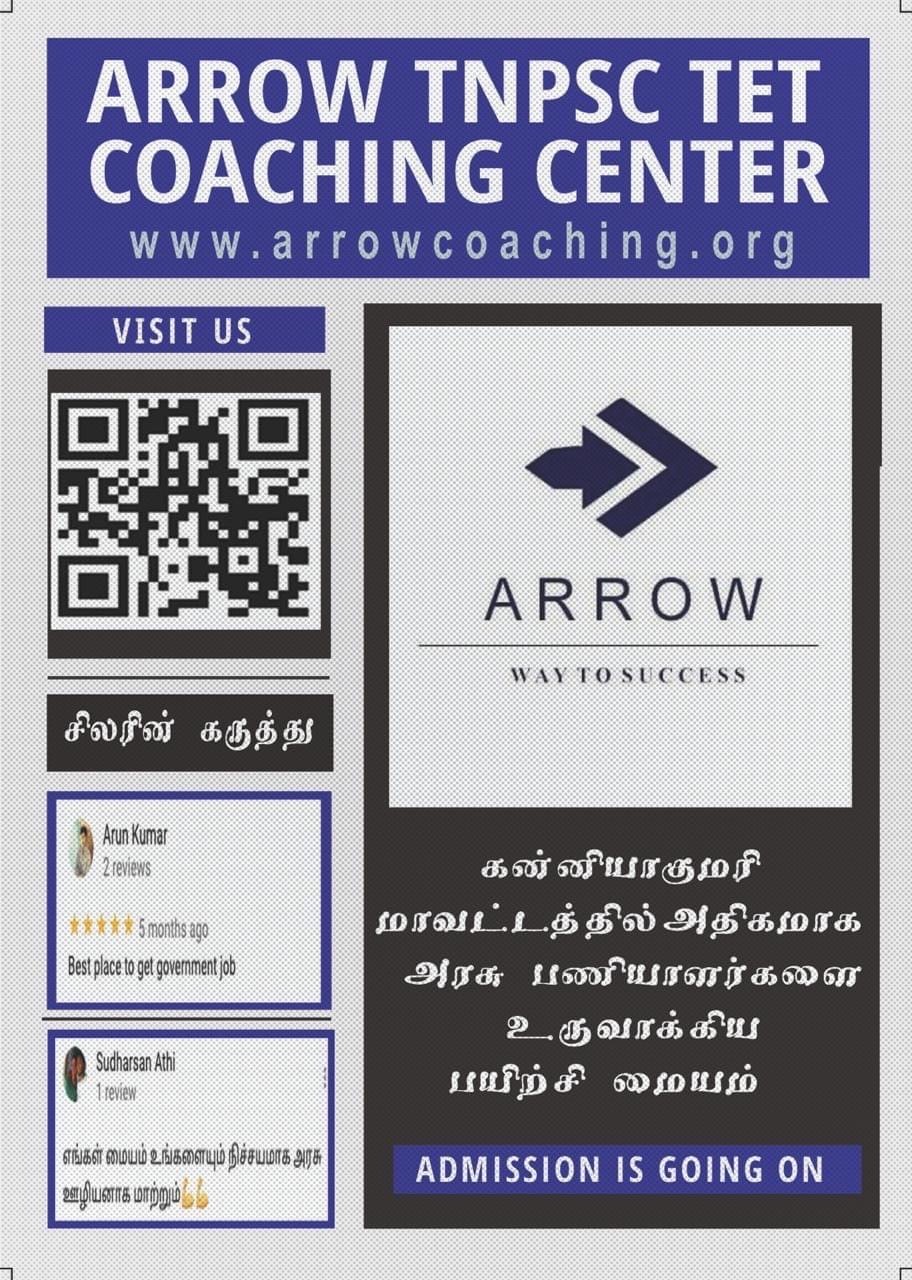 ARROW TNPSC TET
COACHING CENTER
www.arrowcoaching.org
VISIT US
சிலரின் கருத்து
Arun Kumar
2 reviews
★★★★★ 5 months ago
Best place to get government job
Sudharsan Athi
1 review
எங்கள் மையம் உங்களையும் நிச்சயமாக அரசு
ஊழியனாக மாற்றும்💪💪
ARROW
WAY TO SUCCESS
கன்னியாகுமரி
மாவட்டத்தில் அதிகமாக
அரசு பணியாளர்களை
உருவாக்கிய
பயிற்சி மையம்
ADMISSION IS GOING ON